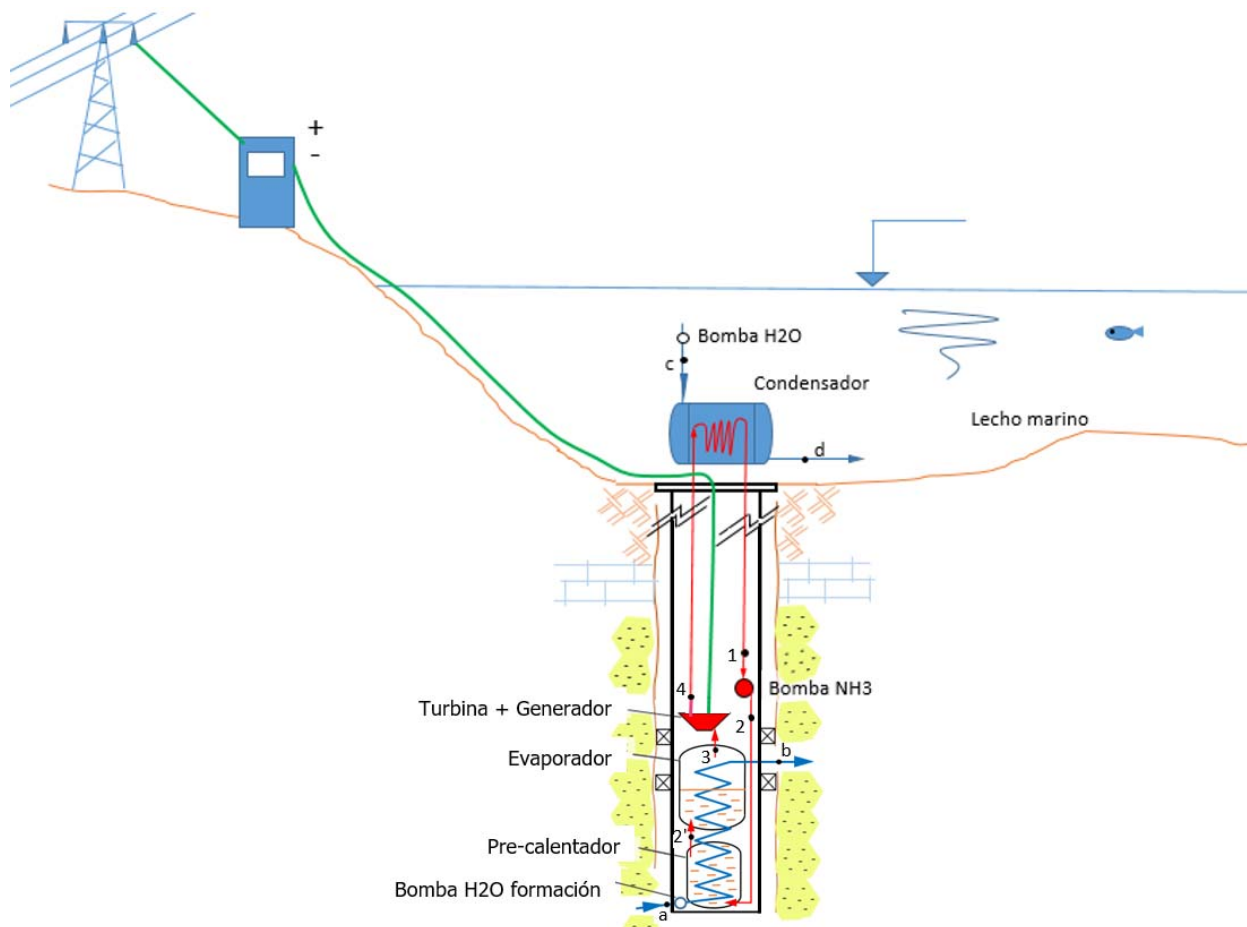 +
-
Bomba H2O
c
Condensador
Lecho marino
d
1
4
Bomba NH3
Turbina + Generador
2
Evaporador
3
b
2'
Pre-calentador
Bomba H2O formación
a